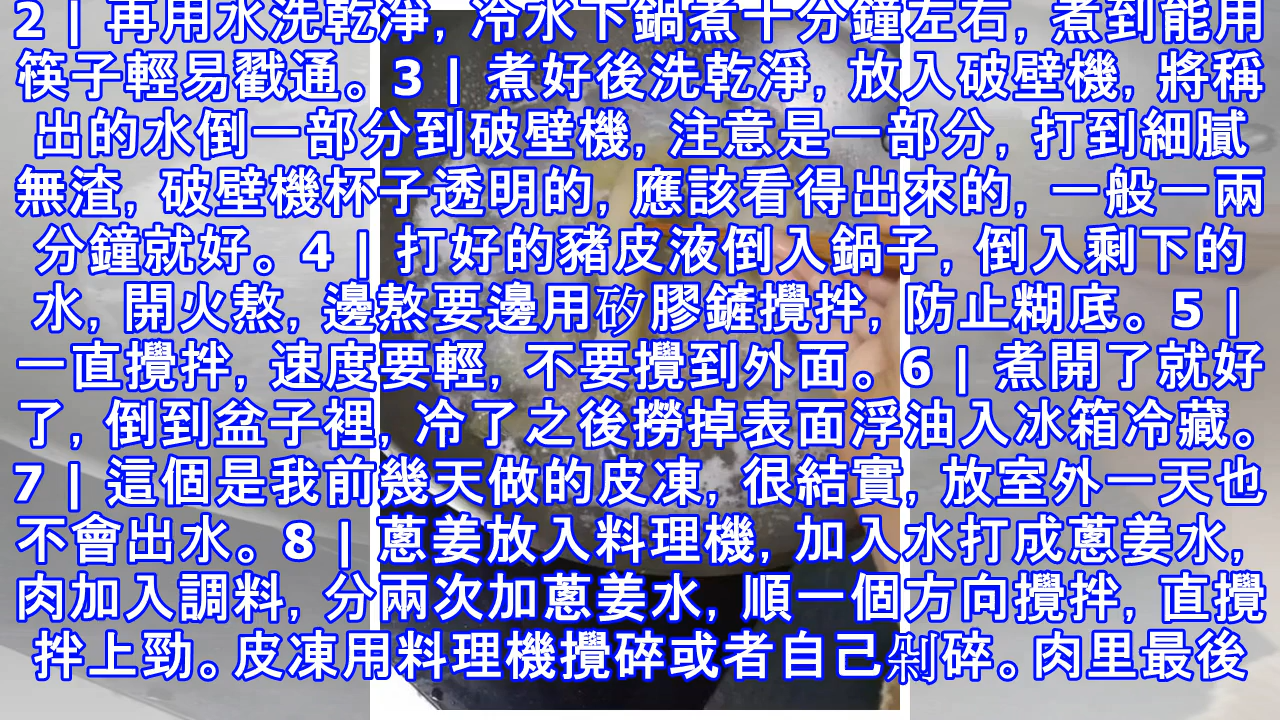 2 | 再用水洗乾淨, 冷水下鍋煮十分鐘左右, 煮到能用
筷子輕易戳通。3 | 煮好後洗乾淨, 放入破壁機, 將稱
出的水倒一部分到破壁機, 注意是一部分, 打到細膩
無渣, 破壁機杯子透明的, 應該看得出來的, 一般一兩
分鐘就好。4 | 打好的豬皮液倒入鍋子, 倒入剩下的
水, 開火熬, 邊熬要邊用矽膠鏟攪拌, 防止糊底。5 |
一直攪拌, 速度要輕, 不要攪到外面。6 | 煮開了就好
了, 倒到盆子裡, 冷了之後撈掉表面浮油入冰箱冷藏。
7 | 這個是我前幾天做的皮凍, 很結實, 放室外一天也
不會出水。8 | 蔥姜放入料理機, 加入水打成蔥姜水,
肉加入調料, 分兩次加蔥姜水, 順一個方向攪拌, 直攪
拌上勁。皮凍用料理機攪碎或者自己剁碎。肉里最後